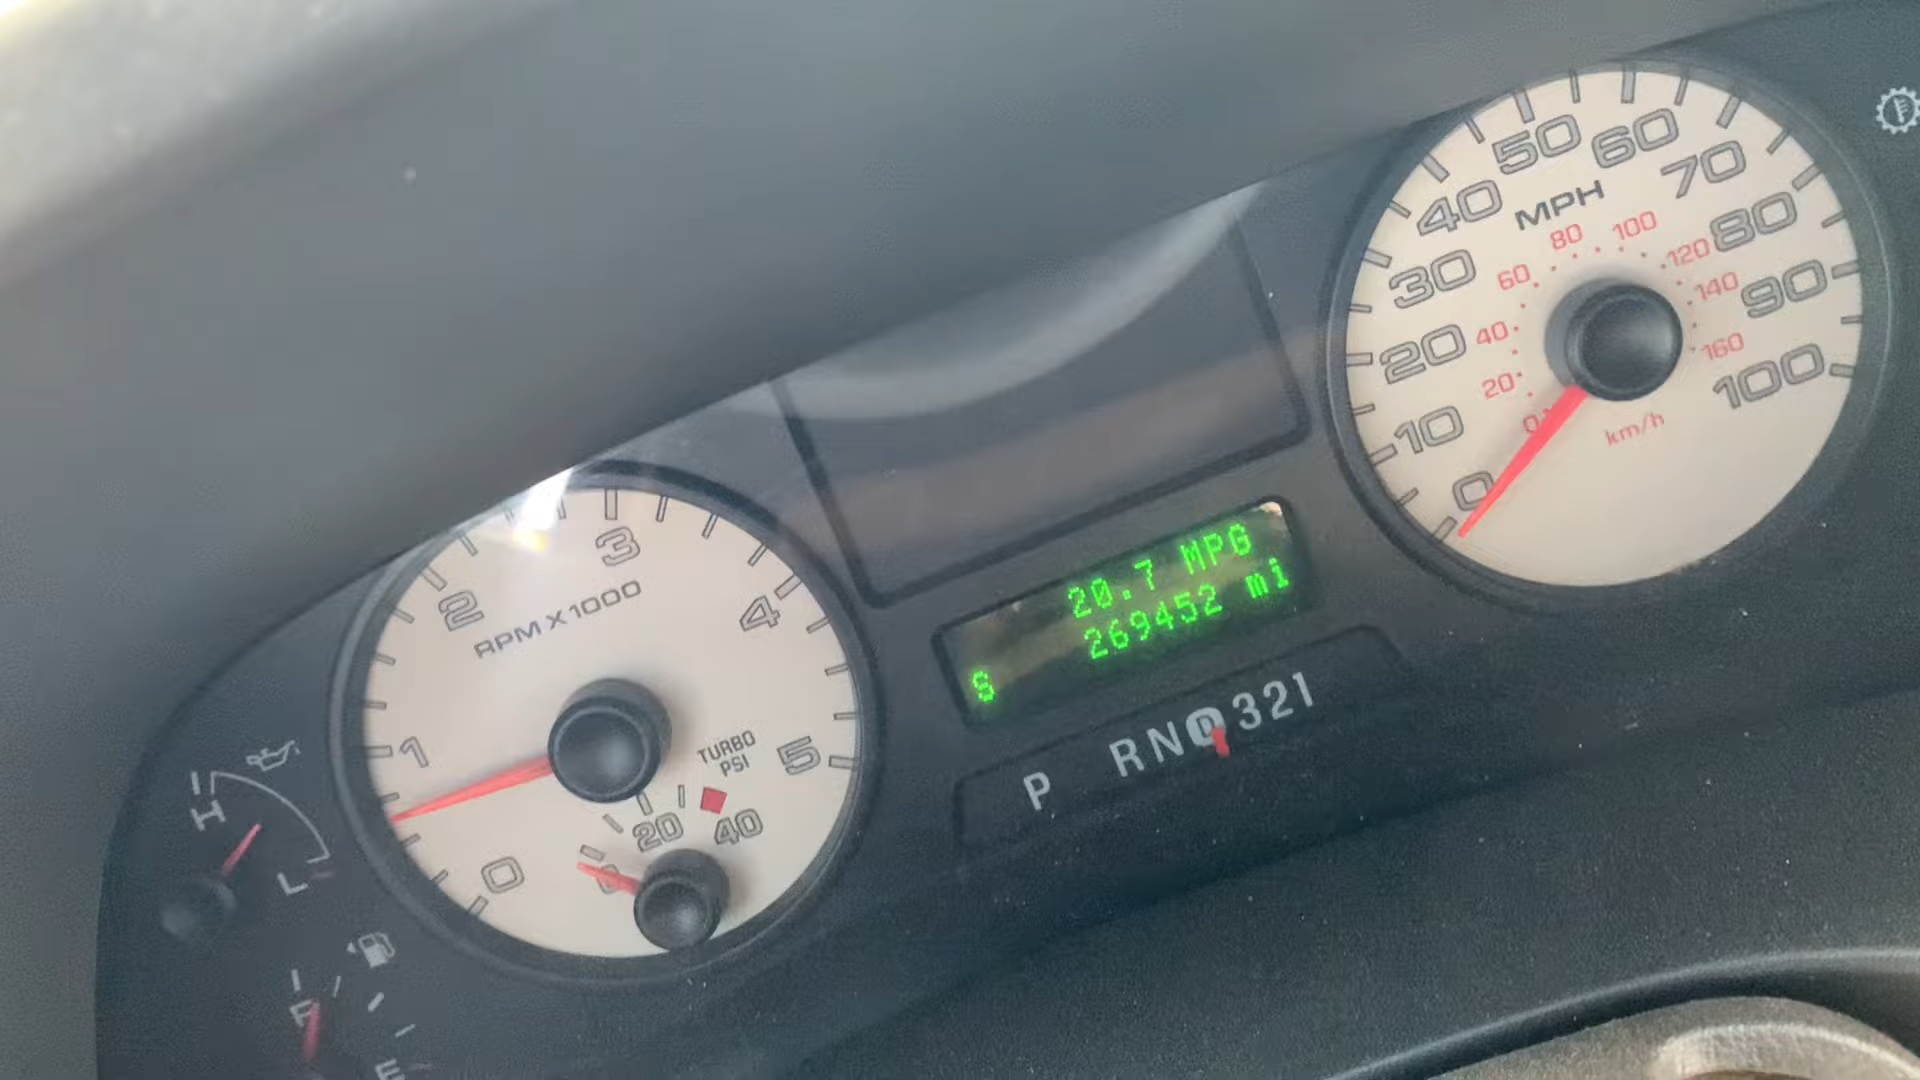 50 60
40 70
MPH
80 100
30 80
60 120
20 40 140 90
20 160 100
10 0 km/h
0
3
2 4
RPM X 1000
20.7 MPG
269452 mi
S
P R N D 3 2 1
1 TURBO 5
PSI
20 40
0 0
H
L
F
E